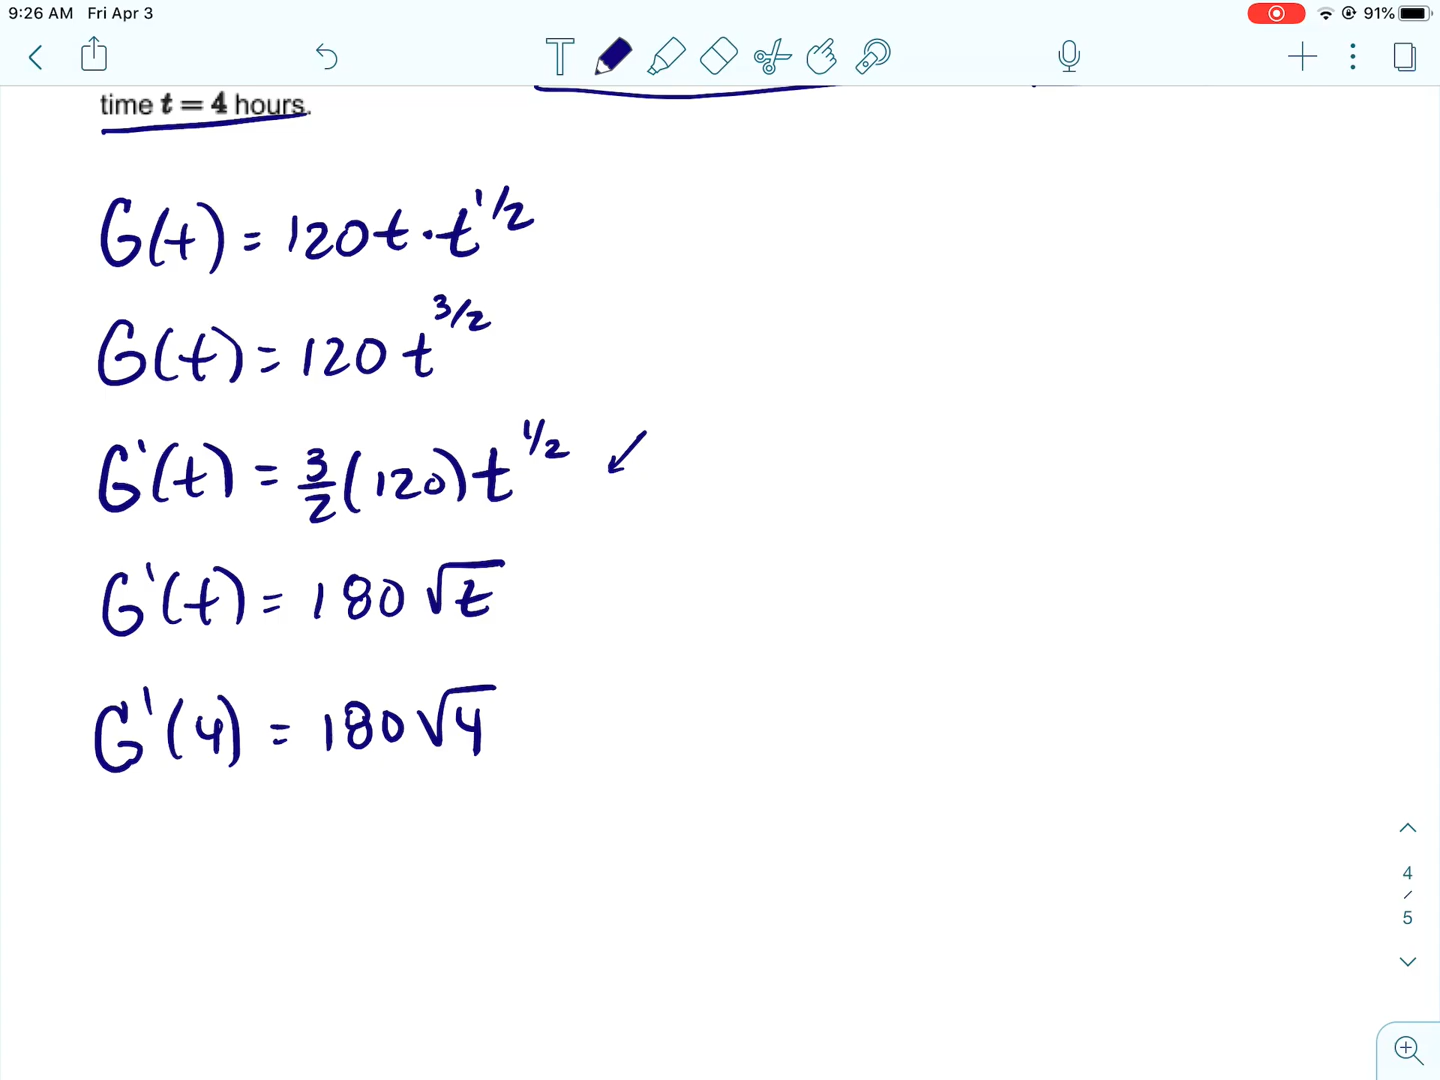 9:26 AM Fri Apr 3 91%
T
time t = 4 hours.
G(t) = 120t · t^1/2
G(t) = 120 t^3/2
G'(t) = 3/2 (120) t^1/2
G'(t) = 180 √t
G'(4) = 180 √4
4
/
5